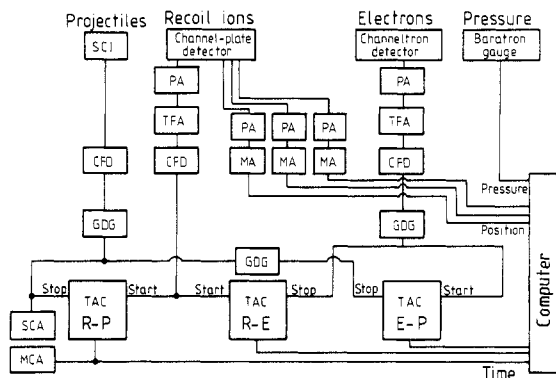 Projectiles Recoil ions Electrons Pressure
SCI Channel-plate detector Channeltron detector Baratron gauge
PA PA
TFA PA PA PA TFA
CFD CFD MA MA MA CFD
Pressure
GDG GDG Position
GDG
Stop Start Start Stop Stop Start
TAC R-P TAC R-E TAC E-P
Computer
SCA
MCA
Time